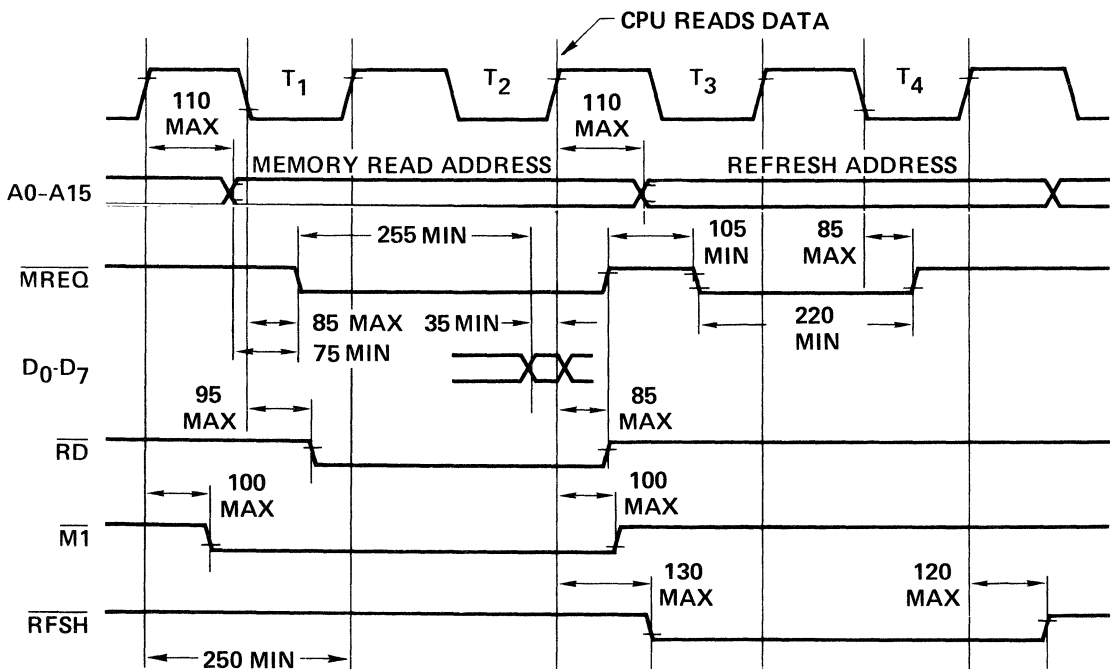 CPU READS DATA
T1 T2 T3 T4
110 MAX
110 MAX
A0-A15 MEMORY READ ADDRESS REFRESH ADDRESS
255 MIN
105 MIN
85 MAX
MREQ
85 MAX
35 MIN
220 MIN
75 MIN
D0-D7
95 MAX
85 MAX
RD
100 MAX
100 MAX
M1
130 MAX
120 MAX
RFSH
250 MIN